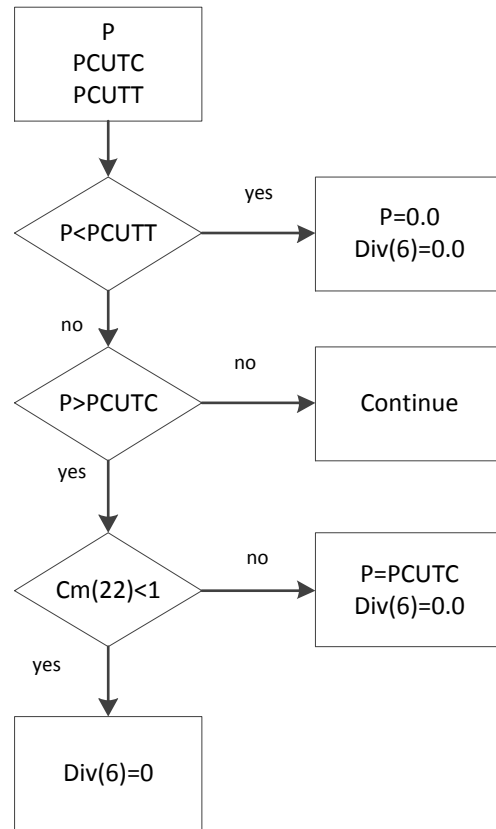 P
PCUTC
PCUTT
yes
P<PCUTT
P=0.0
Div(6)=0.0
no
no
P>PCUTC
Continue
yes
no
Cm(22)<1
P=PCUTC
Div(6)=0.0
yes
Div(6)=0